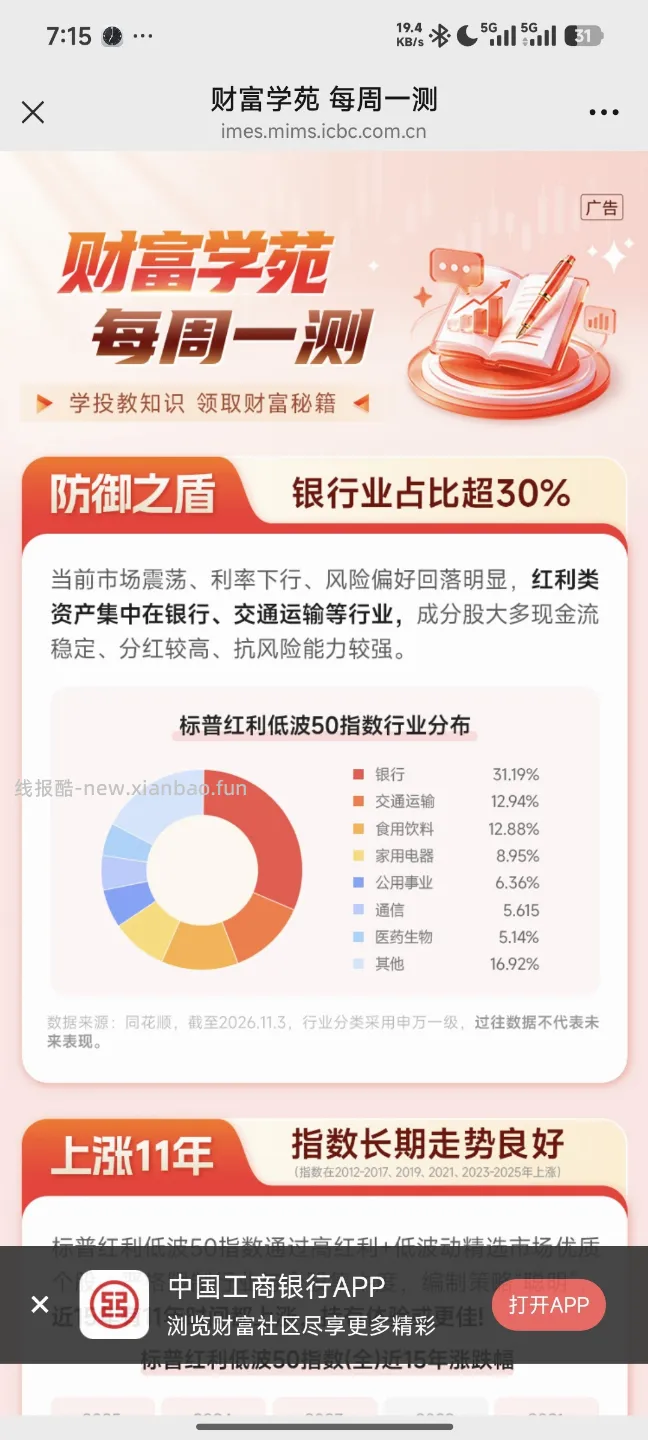 7:15
19.4 KB/s 5G 5G 31
财富学苑 每周一测
imes.mims.icbc.com.cn
广告
财富学苑
每周一测
学投教知识 领取财富秘籍
防御之盾 银行业占比超30%
当前市场震荡、利率下行、风险偏好回落明显，红利类
资产集中在银行、交通运输等行业，成分股大多现金流
稳定、分红较高、抗风险能力较强。
标普红利低波50指数行业分布
银行 31.19%
线报酷-new.xianbao.fun
交通运输 12.94%
食用饮料 12.88%
家用电器 8.95%
公用事业 6.36%
通信 5.615
医药生物 5.14%
其他 16.92%
数据来源：同花顺，截至2026.11.3，行业分类采用申万一级，过往数据不代表未
来表现。
上涨11年 指数长期走势良好
(指数在2012-2017、2019、2021、2023-2025年上涨)
标普红利低波50指数通过高红利+低波动精选市场优质
中国工商银行APP
浏览财富社区尽享更多精彩
打开APP
标普红利低波50指数(全)近15年涨跌幅